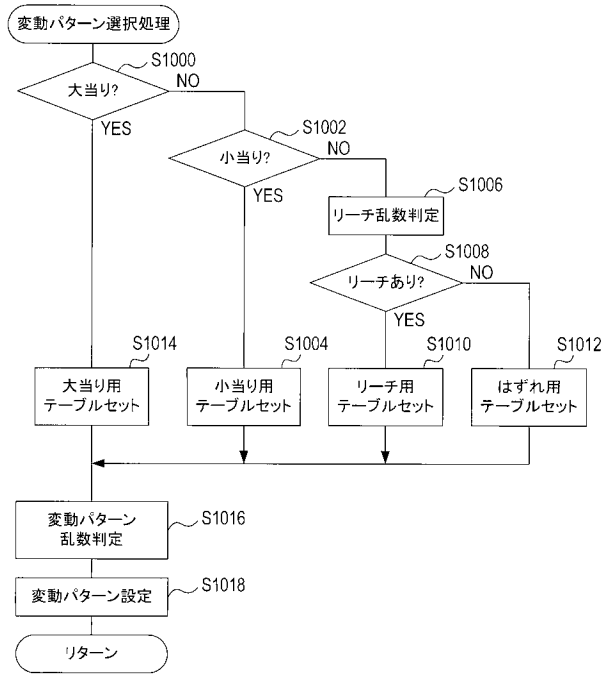 変動パターン選択処理
S1000
大当り?
NO
YES
S1002
小当り?
NO
YES
S1006
リーチ乱数判定
S1008
リーチあり?
NO
YES
S1014
大当り用
テーブルセット
S1004
小当り用
テーブルセット
S1010
リーチ用
テーブルセット
S1012
はずれ用
テーブルセット
変動パターン
乱数判定
S1016
変動パターン設定
S1018
リターン